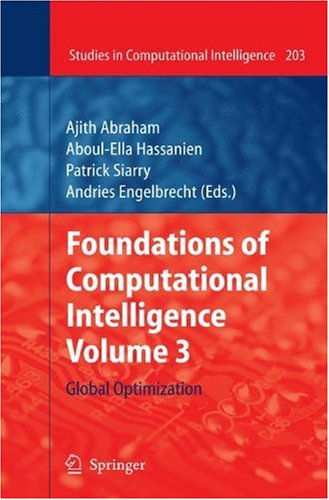 Studies in Computational Intelligence 203
Ajith Abraham
Aboul-Ella Hassanien
Patrick Siarry
Andries Engelbrecht (Eds.)
Foundations of
Computational
Intelligence
Volume 3
Global Optimization
Springer